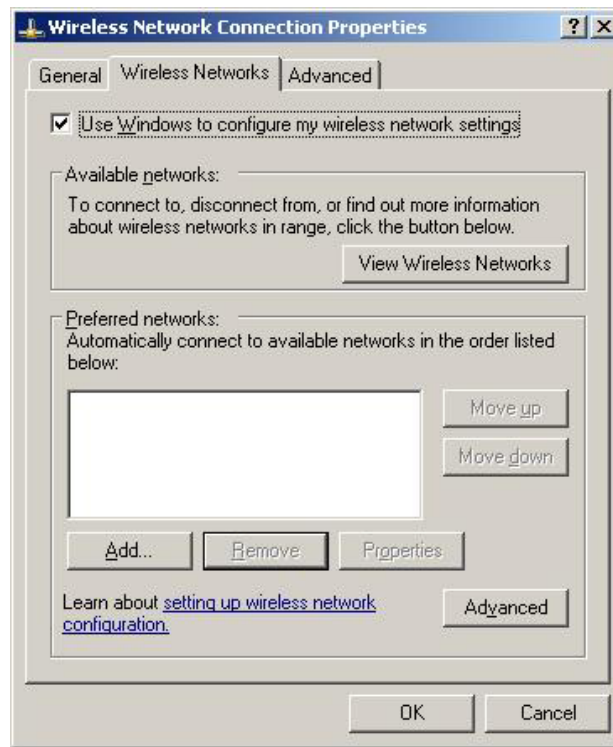 Wireless Network Connection Properties
General
Wireless Networks
Advanced
Use Windows to configure my wireless network settings
Available networks:
To connect to, disconnect from, or find out more information
about wireless networks in range, click the button below.
View Wireless Networks
Preferred networks:
Automatically connect to available networks in the order listed
below:
Move up
Move down
Add...
Remove
Properties
Learn about setting up wireless network
configuration.
Advanced
OK
Cancel